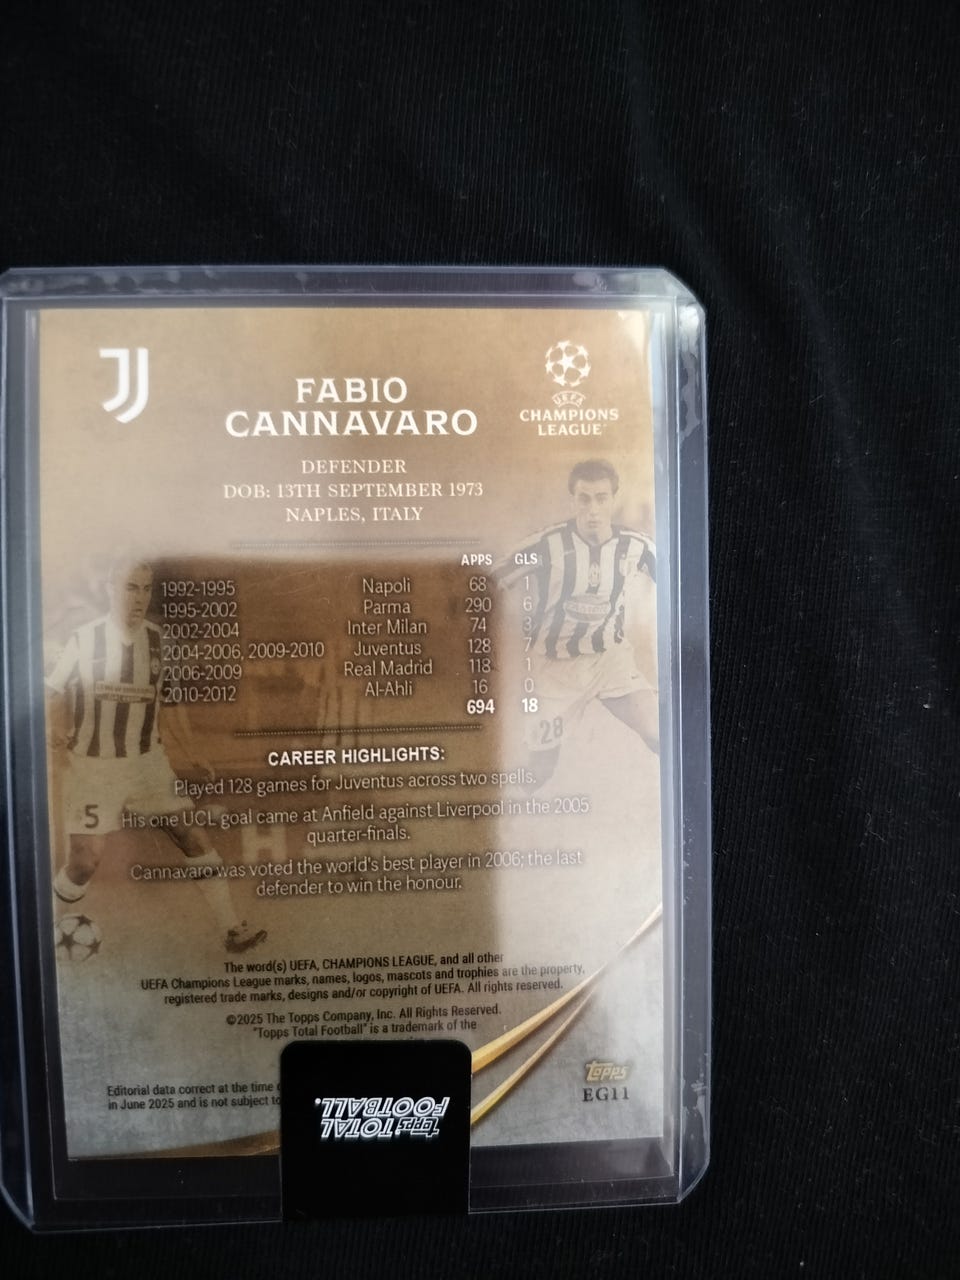 FABIO
CANNAVARO
UEFA
CHAMPIONS
LEAGUE
DEFENDER
DOB: 13TH SEPTEMBER 1973
NAPLES, ITALY
APPS GLS
1992-1995 Napoli 68 1
1995-2002 Parma 290 6
2002-2004 Inter Milan 74 3
2004-2006, 2009-2010 Juventus 128 7
2006-2009 Real Madrid 118 1
2010-2012 Al-Ahli 16 0
694 18
28
CAREER HIGHLIGHTS:
Played 128 games for Juventus across two spells.
5
His one UCL goal came at Anfield against Liverpool in the 2005
quarter-finals.
Cannavaro was voted the world's best player in 2006; the last
defender to win the honour.
The word(s) UEFA, CHAMPIONS LEAGUE, and all other
UEFA Champions League marks, names, logos, mascots and trophies are the property,
registered trade marks, designs and/or copyright of UEFA. All rights reserved.
©2025 The Topps Company, Inc. All Rights Reserved.
"Topps Total Football" is a trademark of the
Editorial data correct at the time
in June 2025 and is not subject to
topps TOTAL
FOOTBALL.
topps
EG11